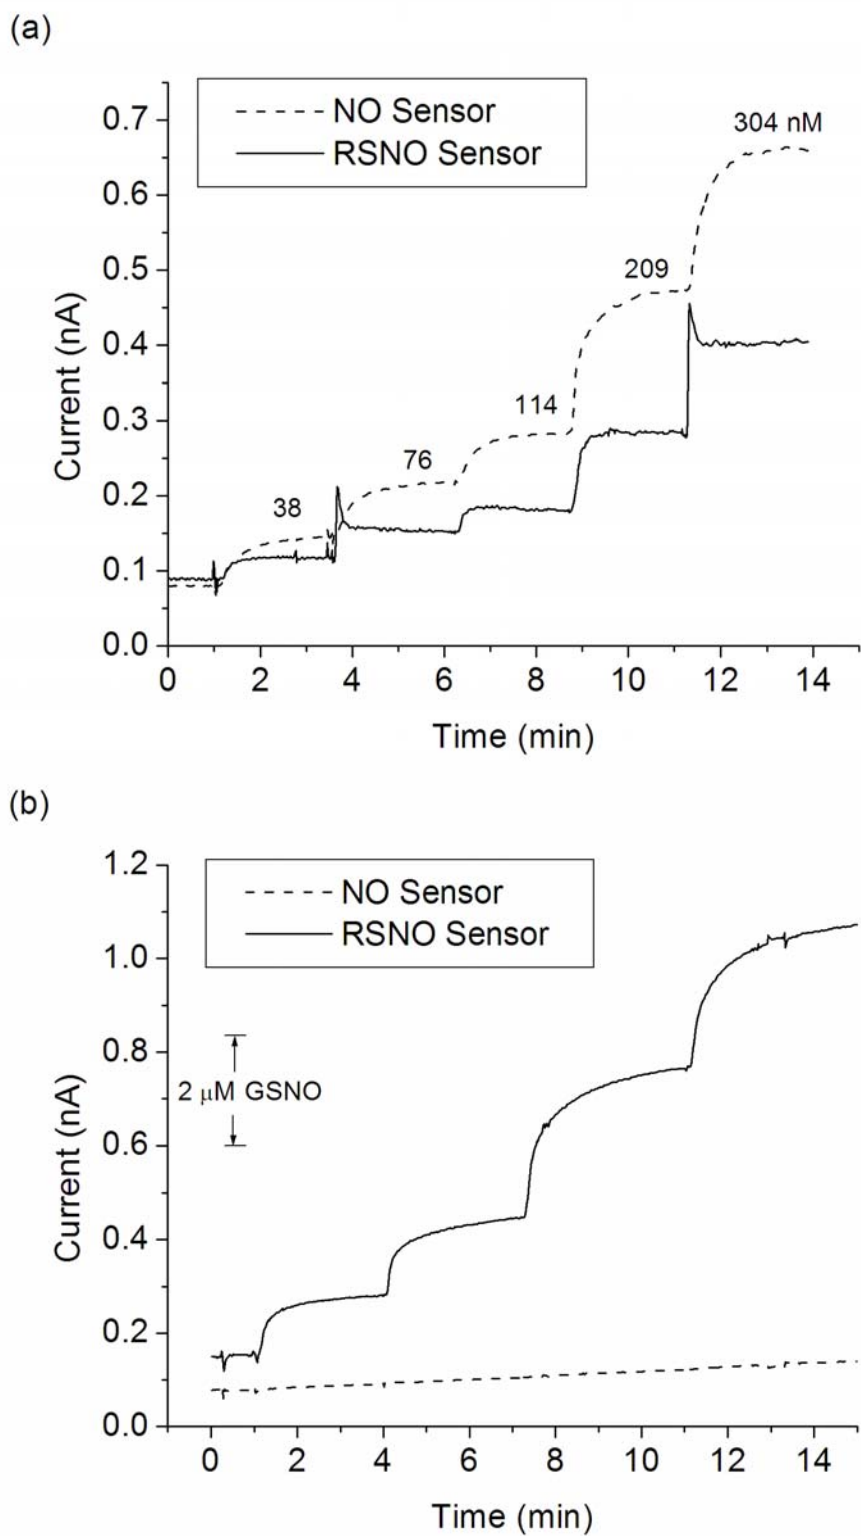 (a)
NO Sensor
RSNO Sensor
304 nM
209
114
76
38
0.7
0.6
0.5
0.4
0.3
0.2
0.1
0.0
Current (nA)
0 2 4 6 8 10 12 14
Time (min)
(b)
NO Sensor
RSNO Sensor
2 μM GSNO
1.2
1.0
0.8
0.6
0.4
0.2
0.0
Current (nA)
0 2 4 6 8 10 12 14
Time (min)